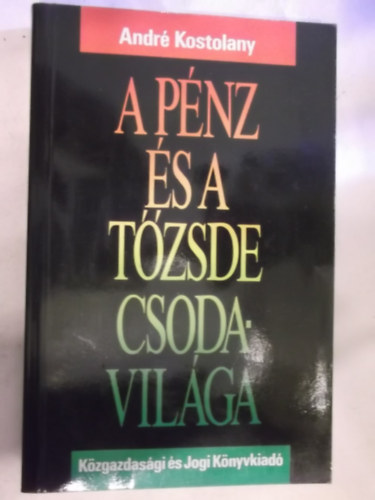 André Kostolany
A PÉNZ
ÉS A
TŐZSDE
CSODA-
VILÁGA
Közgazdasági és Jogi Könyvkiadó